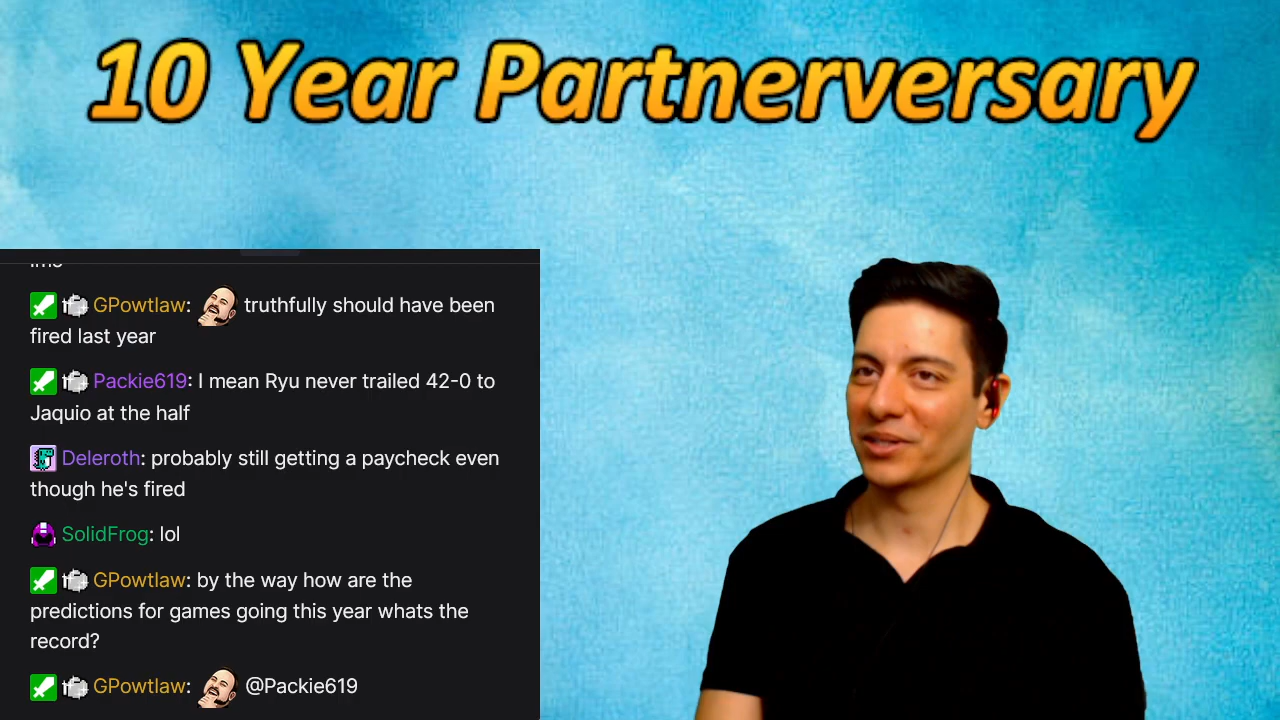 10 Year Partnerversary
GPowtlaw: truthfully should have been
fired last year
Packie619: I mean Ryu never trailed 42-0 to
Jaquio at the half
Deleroth: probably still getting a paycheck even
though he's fired
SolidFrog: lol
GPowtlaw: by the way how are the
predictions for games going this year whats the
record?
GPowtlaw: @Packie619